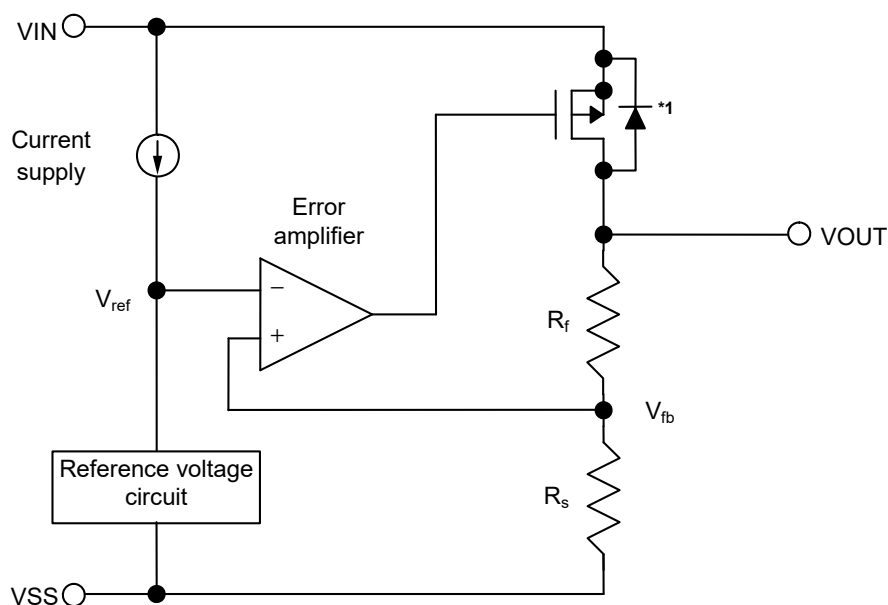 VIN
*1
Current
supply
Error
amplifier
VOUT
Vref
−
+
Rf
Vfb
Reference voltage
circuit
Rs
VSS